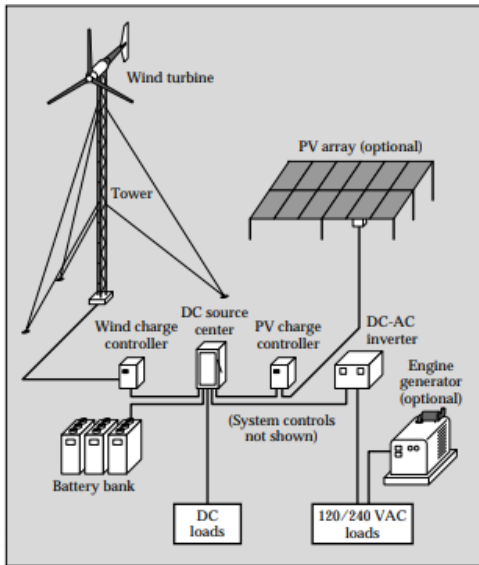 Wind turbine
PV array (optional)
Tower
Wind charge
controller
DC source
center
PV charge
controller
DC-AC
inverter
Engine
generator
(optional)
(System controls
not shown)
Battery bank
DC
loads
120/240 VAC
loads